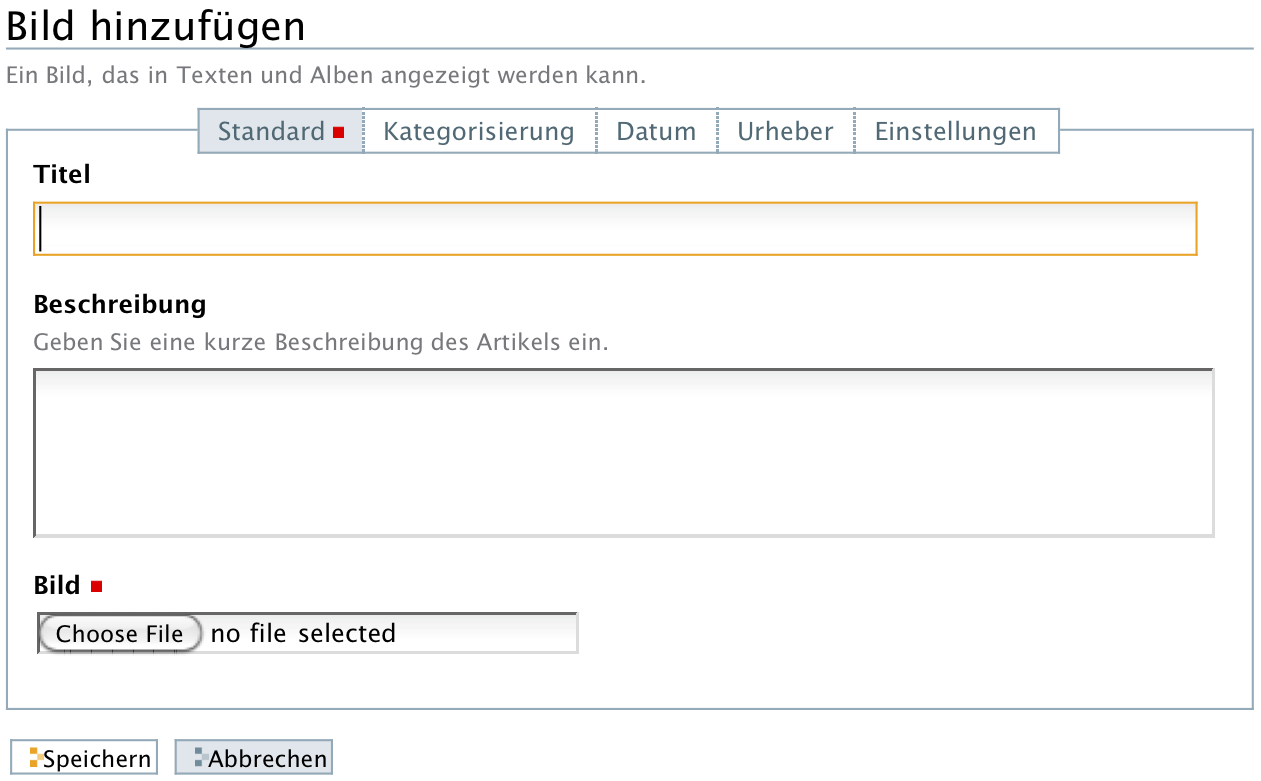 Bild hinzufügen
Ein Bild, das in Texten und Alben angezeigt werden kann.
Standard Kategorisierung Datum Urheber Einstellungen
Titel
Beschreibung
Geben Sie eine kurze Beschreibung des Artikels ein.
Bild
Choose File no file selected
Speichern Abbrechen